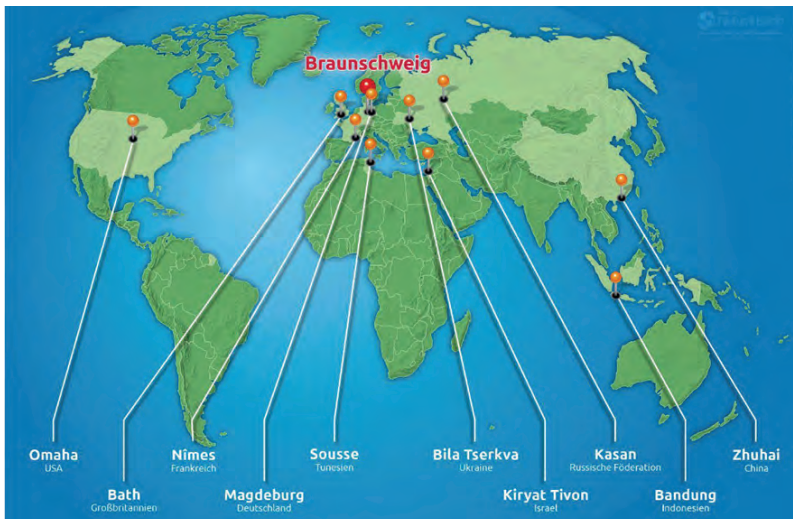 Braunschweig
Omaha
USA
Bath
Großbritannien
Nîmes
Frankreich
Magdeburg
Deutschland
Sousse
Tunesien
Bila Tserkva
Ukraine
Kiryat Tivon
Israel
Kasan
Russische Föderation
Bandung
Indonesien
Zhuhai
China